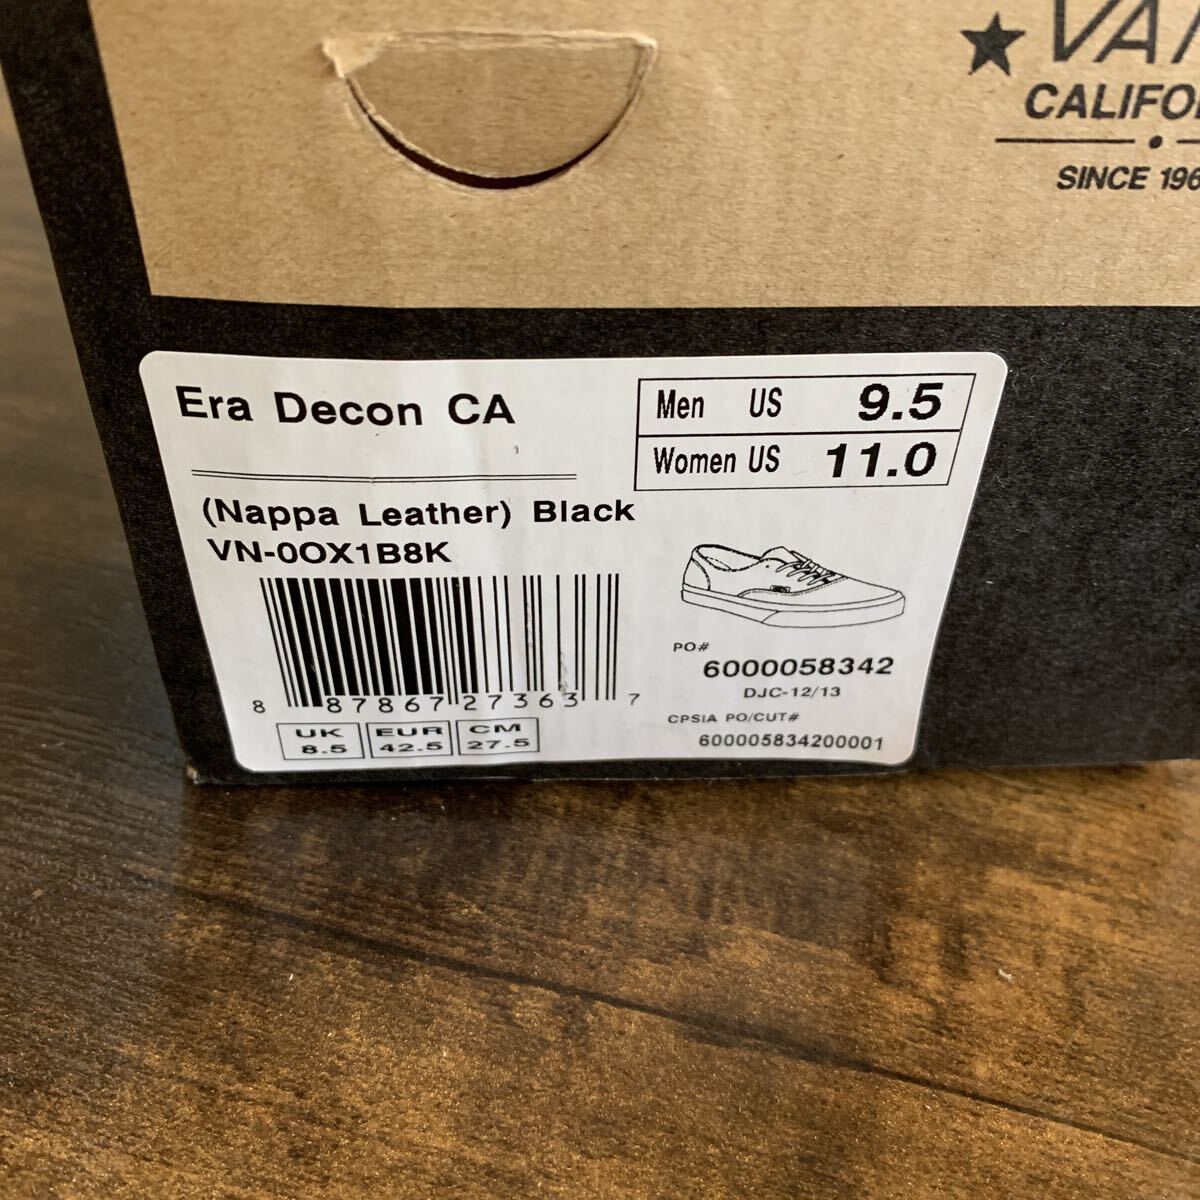 CALIFO
SINCE 196
Era Decon CA
Men US 9.5
Women US 11.0
(Nappa Leather) Black
VN-0OX1B8K
8 87867 27363 7
UK 8.5
EUR 42.5
CM 27.5
PO#
6000058342
DJC-12/13
CPSIA PO/CUT#
600005834200001